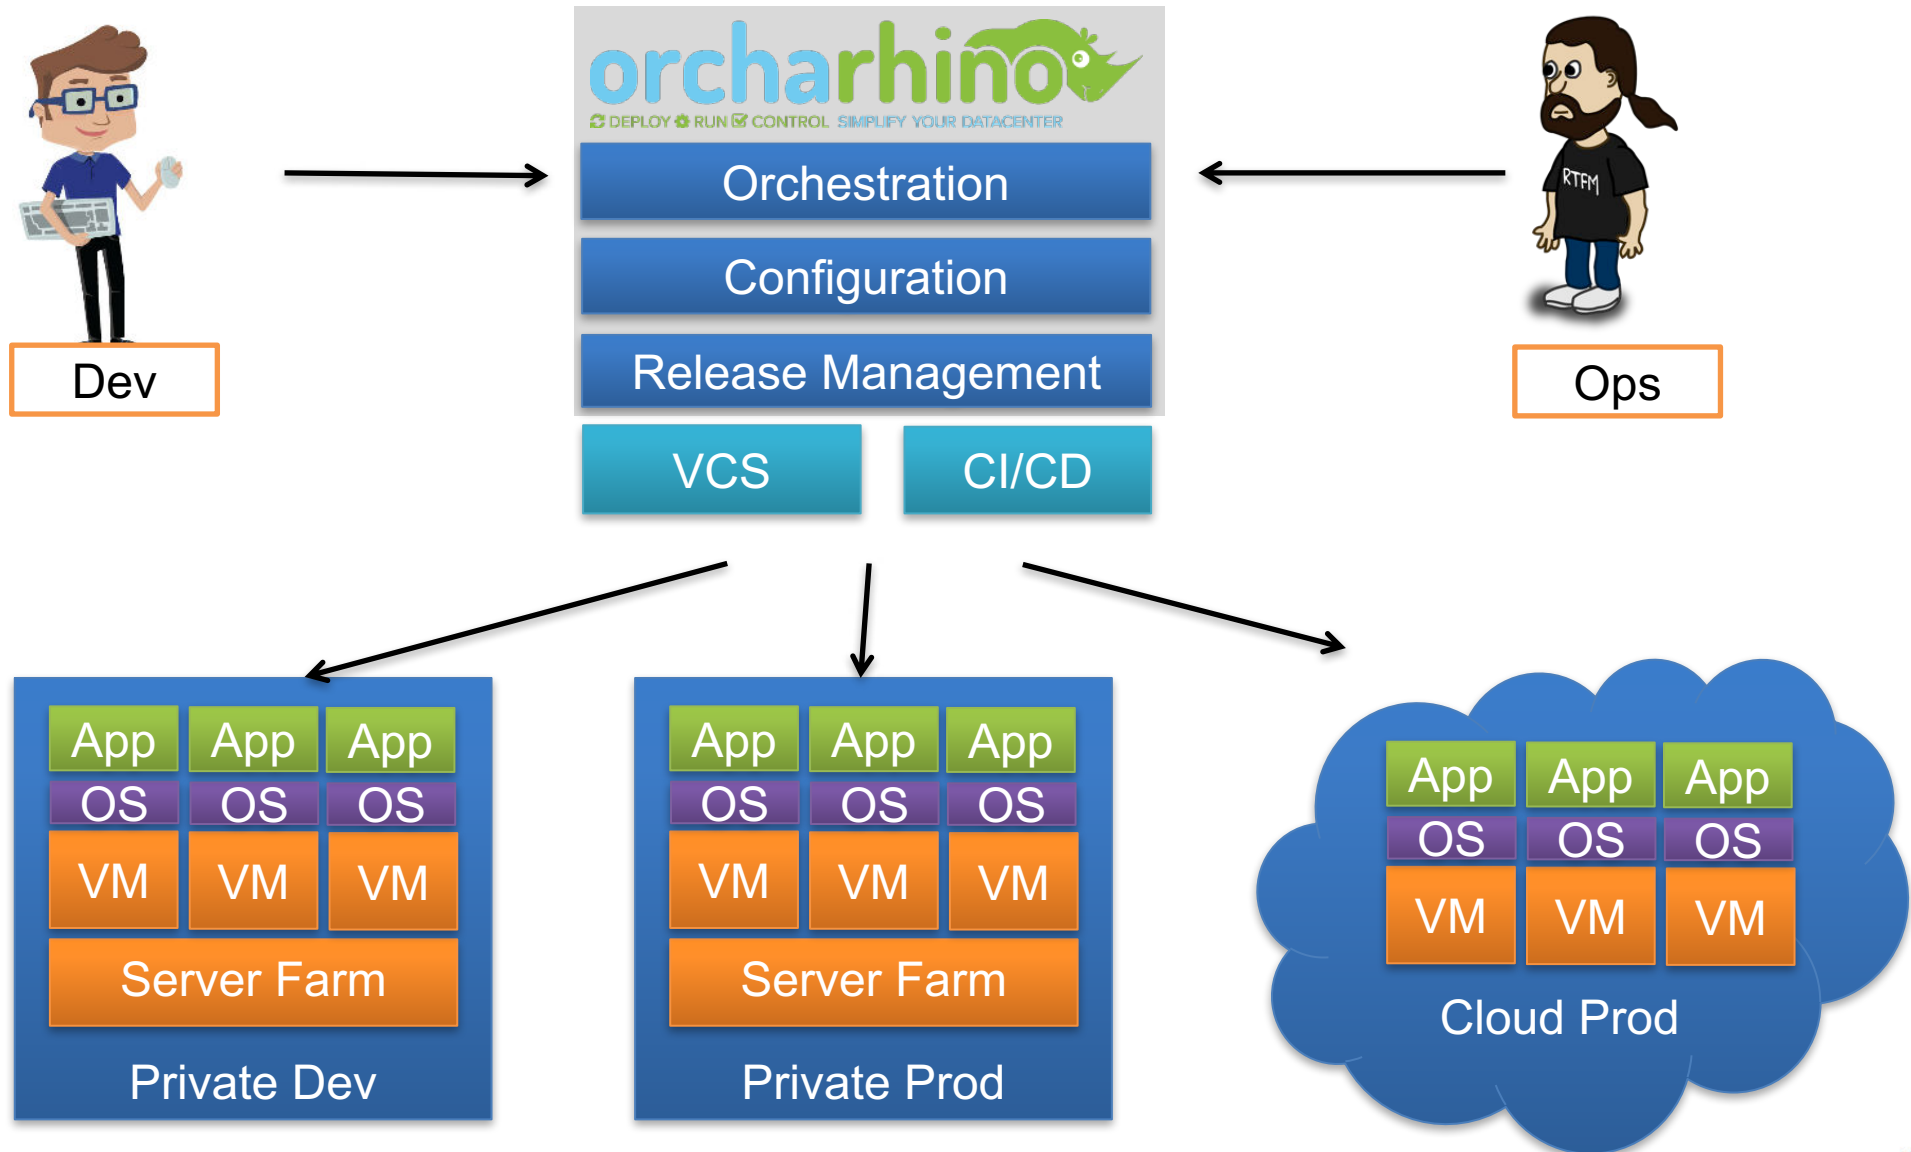 orcharhino
DEPLOY RUN CONTROL SIMPLIFY YOUR DATACENTER
Orchestration
Configuration
Release Management
VCS CI/CD
Dev
RTFM
Ops
App App App
OS OS OS
VM VM VM
Server Farm
Private Dev
App App App
OS OS OS
VM VM VM
Server Farm
Private Prod
App App App
OS OS OS
VM VM VM
Cloud Prod